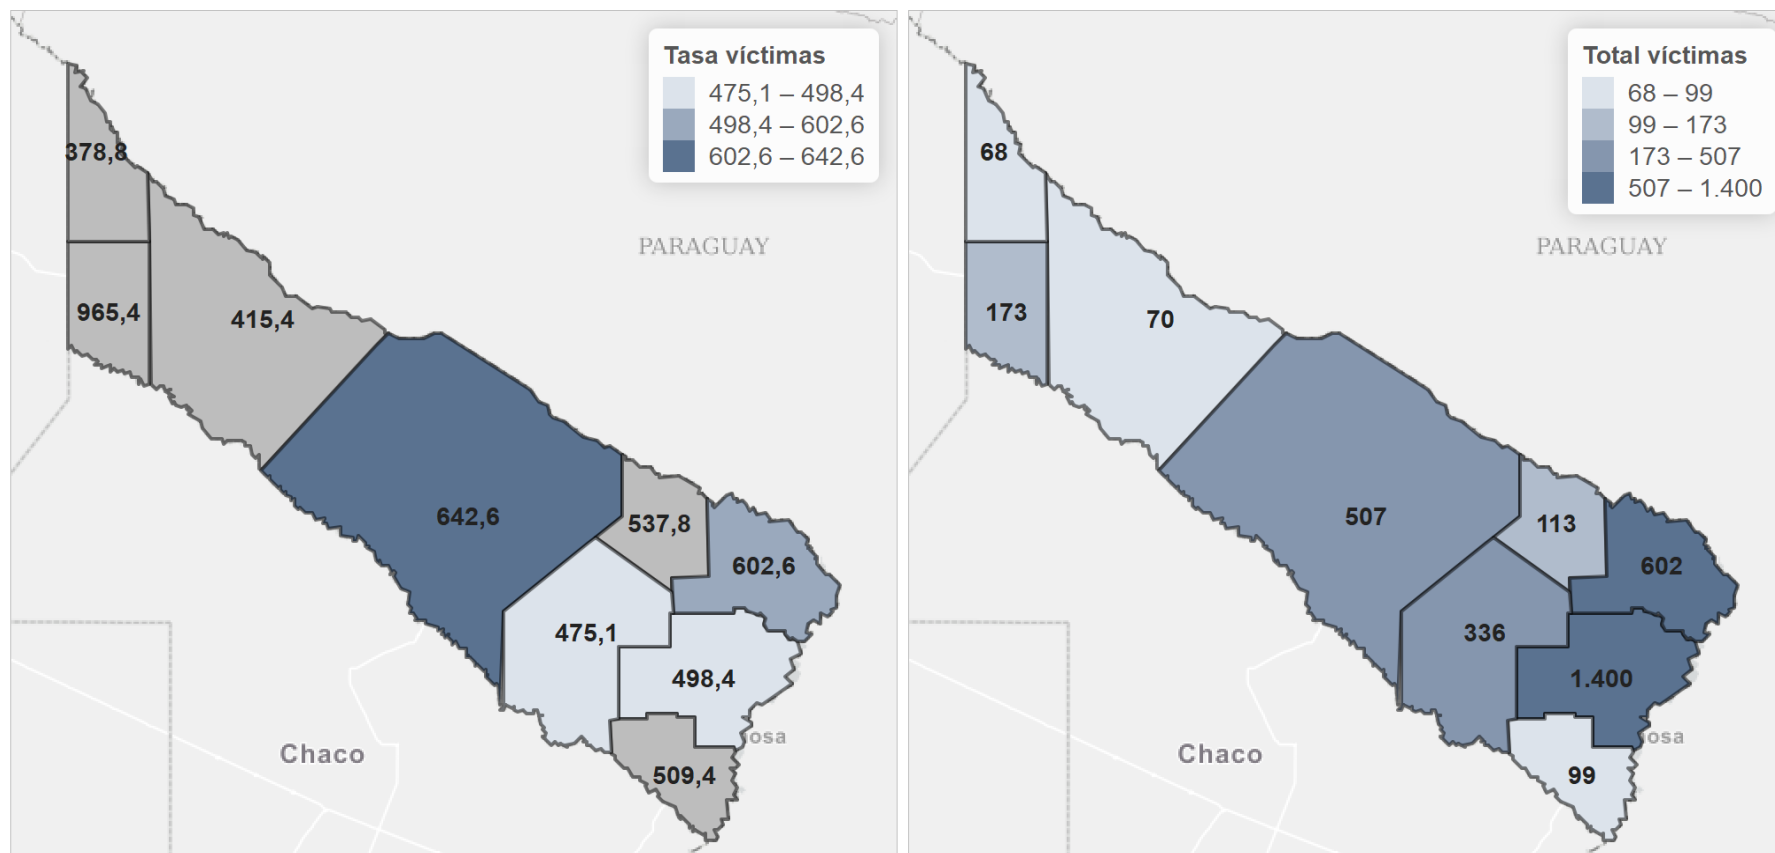 Tasa víctimas
475,1 – 498,4
498,4 – 602,6
602,6 – 642,6
378,8
PARAGUAY
965,4
415,4
642,6
537,8
602,6
475,1
498,4
osa
Chaco
509,4
Total víctimas
68 – 99
99 – 173
173 – 507
507 – 1.400
68
PARAGUAY
173
70
507
113
602
336
1.400
osa
Chaco
99